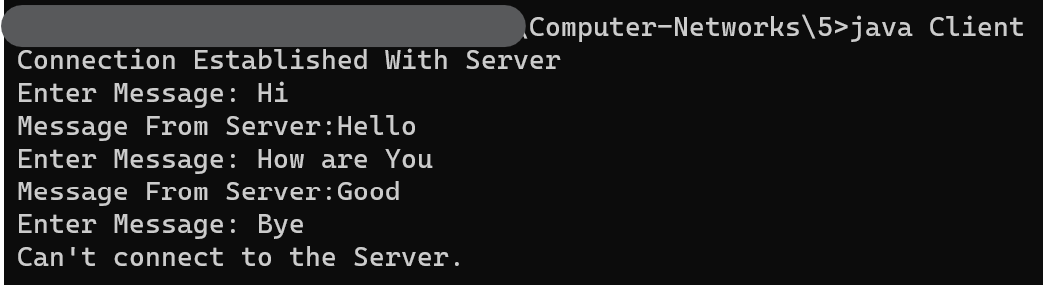 \Computer-Networks\5>java Client
Connection Established With Server
Enter Message: Hi
Message From Server:Hello
Enter Message: How are You
Message From Server:Good
Enter Message: Bye
Can't connect to the Server.